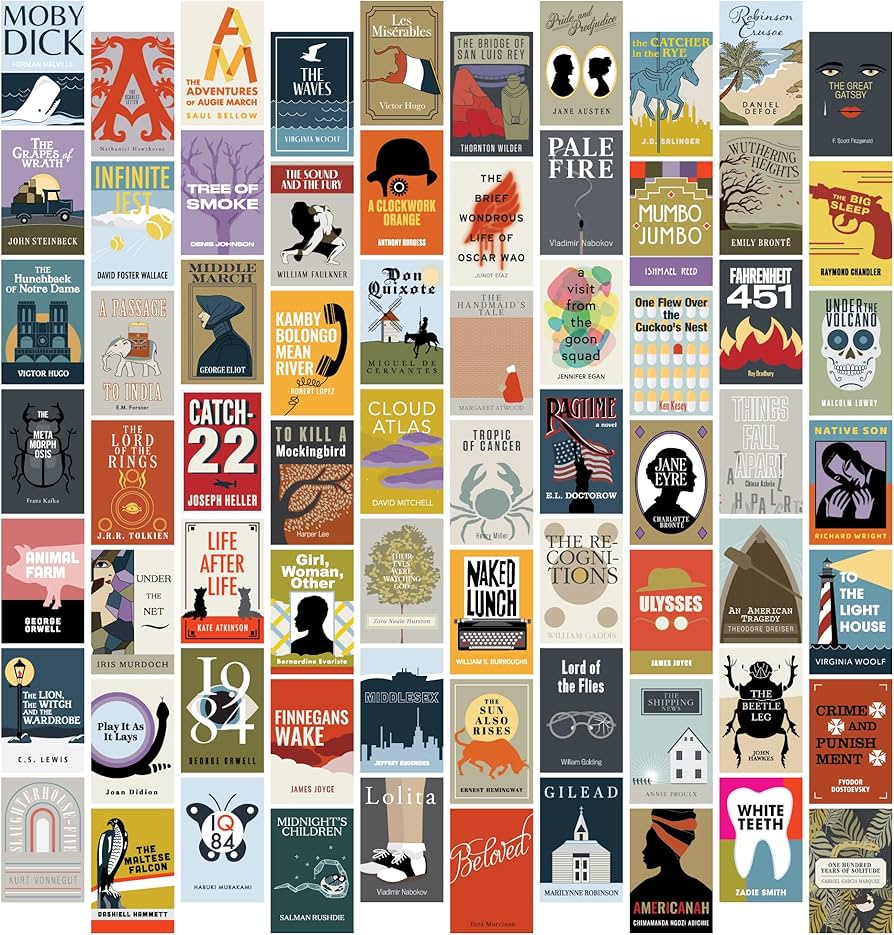 MOBY
DICK
HERMAN MELVILLE
THE
GRAPES of
WRATH
JOHN STEINBECK
THE
HUNCHBACK OF
NOTRE DAME
VICTOR HUGO
THE
META
MORPH
OSIS
Franz Kafka
ANIMAL
FARM
GEORGE
ORWELL
THE LION,
THE WITCH
AND THE
WARDROBE
C.S. LEWIS
SLAUGHTERHOUSE-FIVE
KURT VONNEGUT
A
THE SCARLET
LETTER
Nathaniel Hawthorne
INFINITE
JEST
DAVID FOSTER WALLACE
A PASSAGE
TO INDIA
E.M. Forster
THE
LORD OF
THE
RINGS
J.R.R. TOLKIEN
UNDER
THE
NET
IRIS MURDOCH
Play It As
It Lays
Joan Didion
THE
MALTESE
FALCON
DASHIELL HAMMETT
A
M
THE
ADVENTURES
OF AUGIE MARCH
SAUL BELLOW
TREE OF
SMOKE
DENIS JOHNSON
MIDDLE
MARCH
GEORGE ELIOT
CATCH-
22
JOSEPH HELLER
LIFE
AFTER
LIFE
KATE ATKINSON
1984
GEORGE ORWELL
1Q
84
HARUKI MURAKAMI
THE
WAVES
VIRGINIA WOOLF
THE SOUND
AND THE FURY
WILLIAM FAULKNER
KAMBY
BOLONGO
MEAN
RIVER
ROBERT LOPEZ
TO KILL A
Mockingbird
Harper Lee
Girl,
Woman,
Other
Bernardina Evaristo
FINNEGANS
WAKE
JAMES JOYCE
MIDNIGHT'S
CHILDREN
SALMAN RUSHDIE
Les
Misérables
Victor Hugo
A CLOCKWORK
ORANGE
ANTHONY BURGESS
Don
Quixote
MIGUEL DE
CERVANTES
CLOUD
ATLAS
DAVID MITCHELL
THEIR
EYES WERE
WATCHING
GOD
Zora Neale Hurston
MIDDLESEX
JEFFREY EUGENIDES
Lolita
Vladimir Nabokov
THE BRIDGE OF
SAN LUIS REY
THORNTON WILDER
THE
BRIEF
WONDROUS
LIFE OF
OSCAR WAO
JUNOT DÍAZ
THE
HANDMAID'S
TALE
MARGARET ATWOOD
TROPIC OF
CANCER
Henry Miller
NAKED
LUNCH
WILLIAM S. BURROUGHS
THE
SUN
ALSO
RISES
ERNEST HEMINGWAY
Beloved
Toni Morrison
Pride and
Predjudice
JANE AUSTEN
PALE
FIRE
Vladimir Nabokov
a
visit
from
the
goon
squad
JENNIFER EGAN
RAGTIME
a novel
E.L. DOCTOROW
THE RE-
COGNI-
TIONS
WILLIAM GADDIS
Lord of
the Flies
William Golding
GILEAD
MARILYNNE ROBINSON
the CATCHER
in the RYE
J.D. SALINGER
MUMBO
JUMBO
ISHMAEL REED
One Flew Over
the
Cuckoo's Nest
Ken Kesey
JANE
EYRE
CHARLOTTE
BRONTË
ULYSSES
JAMES JOYCE
THE
SHIPPING
NEWS
ANNIE PROULX
AMERICANAH
CHIMAMANDA NGOZI ADICHIE
Robinson
Crusoe
DANIEL
DEFOE
WUTHERING
HEIGHTS
EMILY BRONTË
FAHRENHEIT
451
Ray Bradbury
THINGS
FALL
APART
Chinua Achebe
AN AMERICAN
TRAGEDY
THEODORE DREISER
THE
BEETLE
LEG
JOHN
HAWKES
WHITE
TEETH
ZADIE SMITH
THE GREAT
GATSBY
F. Scott Fitzgerald
THE BIG
SLEEP
RAYMOND CHANDLER
UNDER
THE
VOLCANO
MALCOLM LOWRY
NATIVE SON
RICHARD WRIGHT
TO
THE
LIGHT
HOUSE
VIRGINIA WOOLF
CRIME
AND
PUNISH
MENT
FYODOR
DOSTOEVSKY
ONE HUNDRED
YEARS OF SOLITUDE
GABRIEL GARCIA MARQUEZ